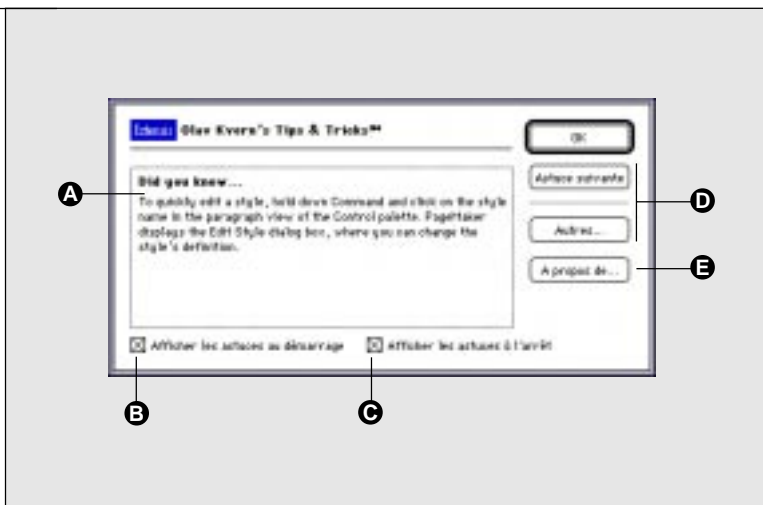 Extensis Olav Kvern's Tips & Tricks™
OK
Did you know...
To quickly edit a style, hold down Command and click on the style
name in the paragraph view of the Control palette. PageMaker
displays the Edit Style dialog box, where you can change the
style's definition.
Astuce suivante
Autres...
A propos de...
Afficher les astuces au démarrage
Afficher les astuces à l'arrêt
A
B
C
D
E